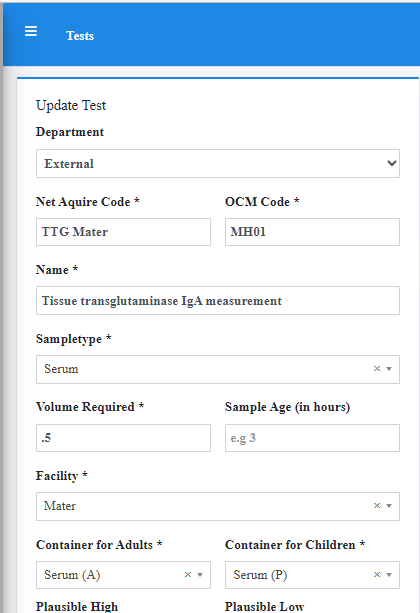 Tests
Update Test
Department
External
Net Aquire Code *
OCM Code *
TTG Mater
MH01
Name *
Tissue transglutaminase IgA measurement
Sampletype *
Serum
Volume Required *
Sample Age (in hours)
.5
e.g 3
Facility *
Mater
Container for Adults *
Container for Children *
Serum (A)
Serum (P)
Plausible High
Plausible Low